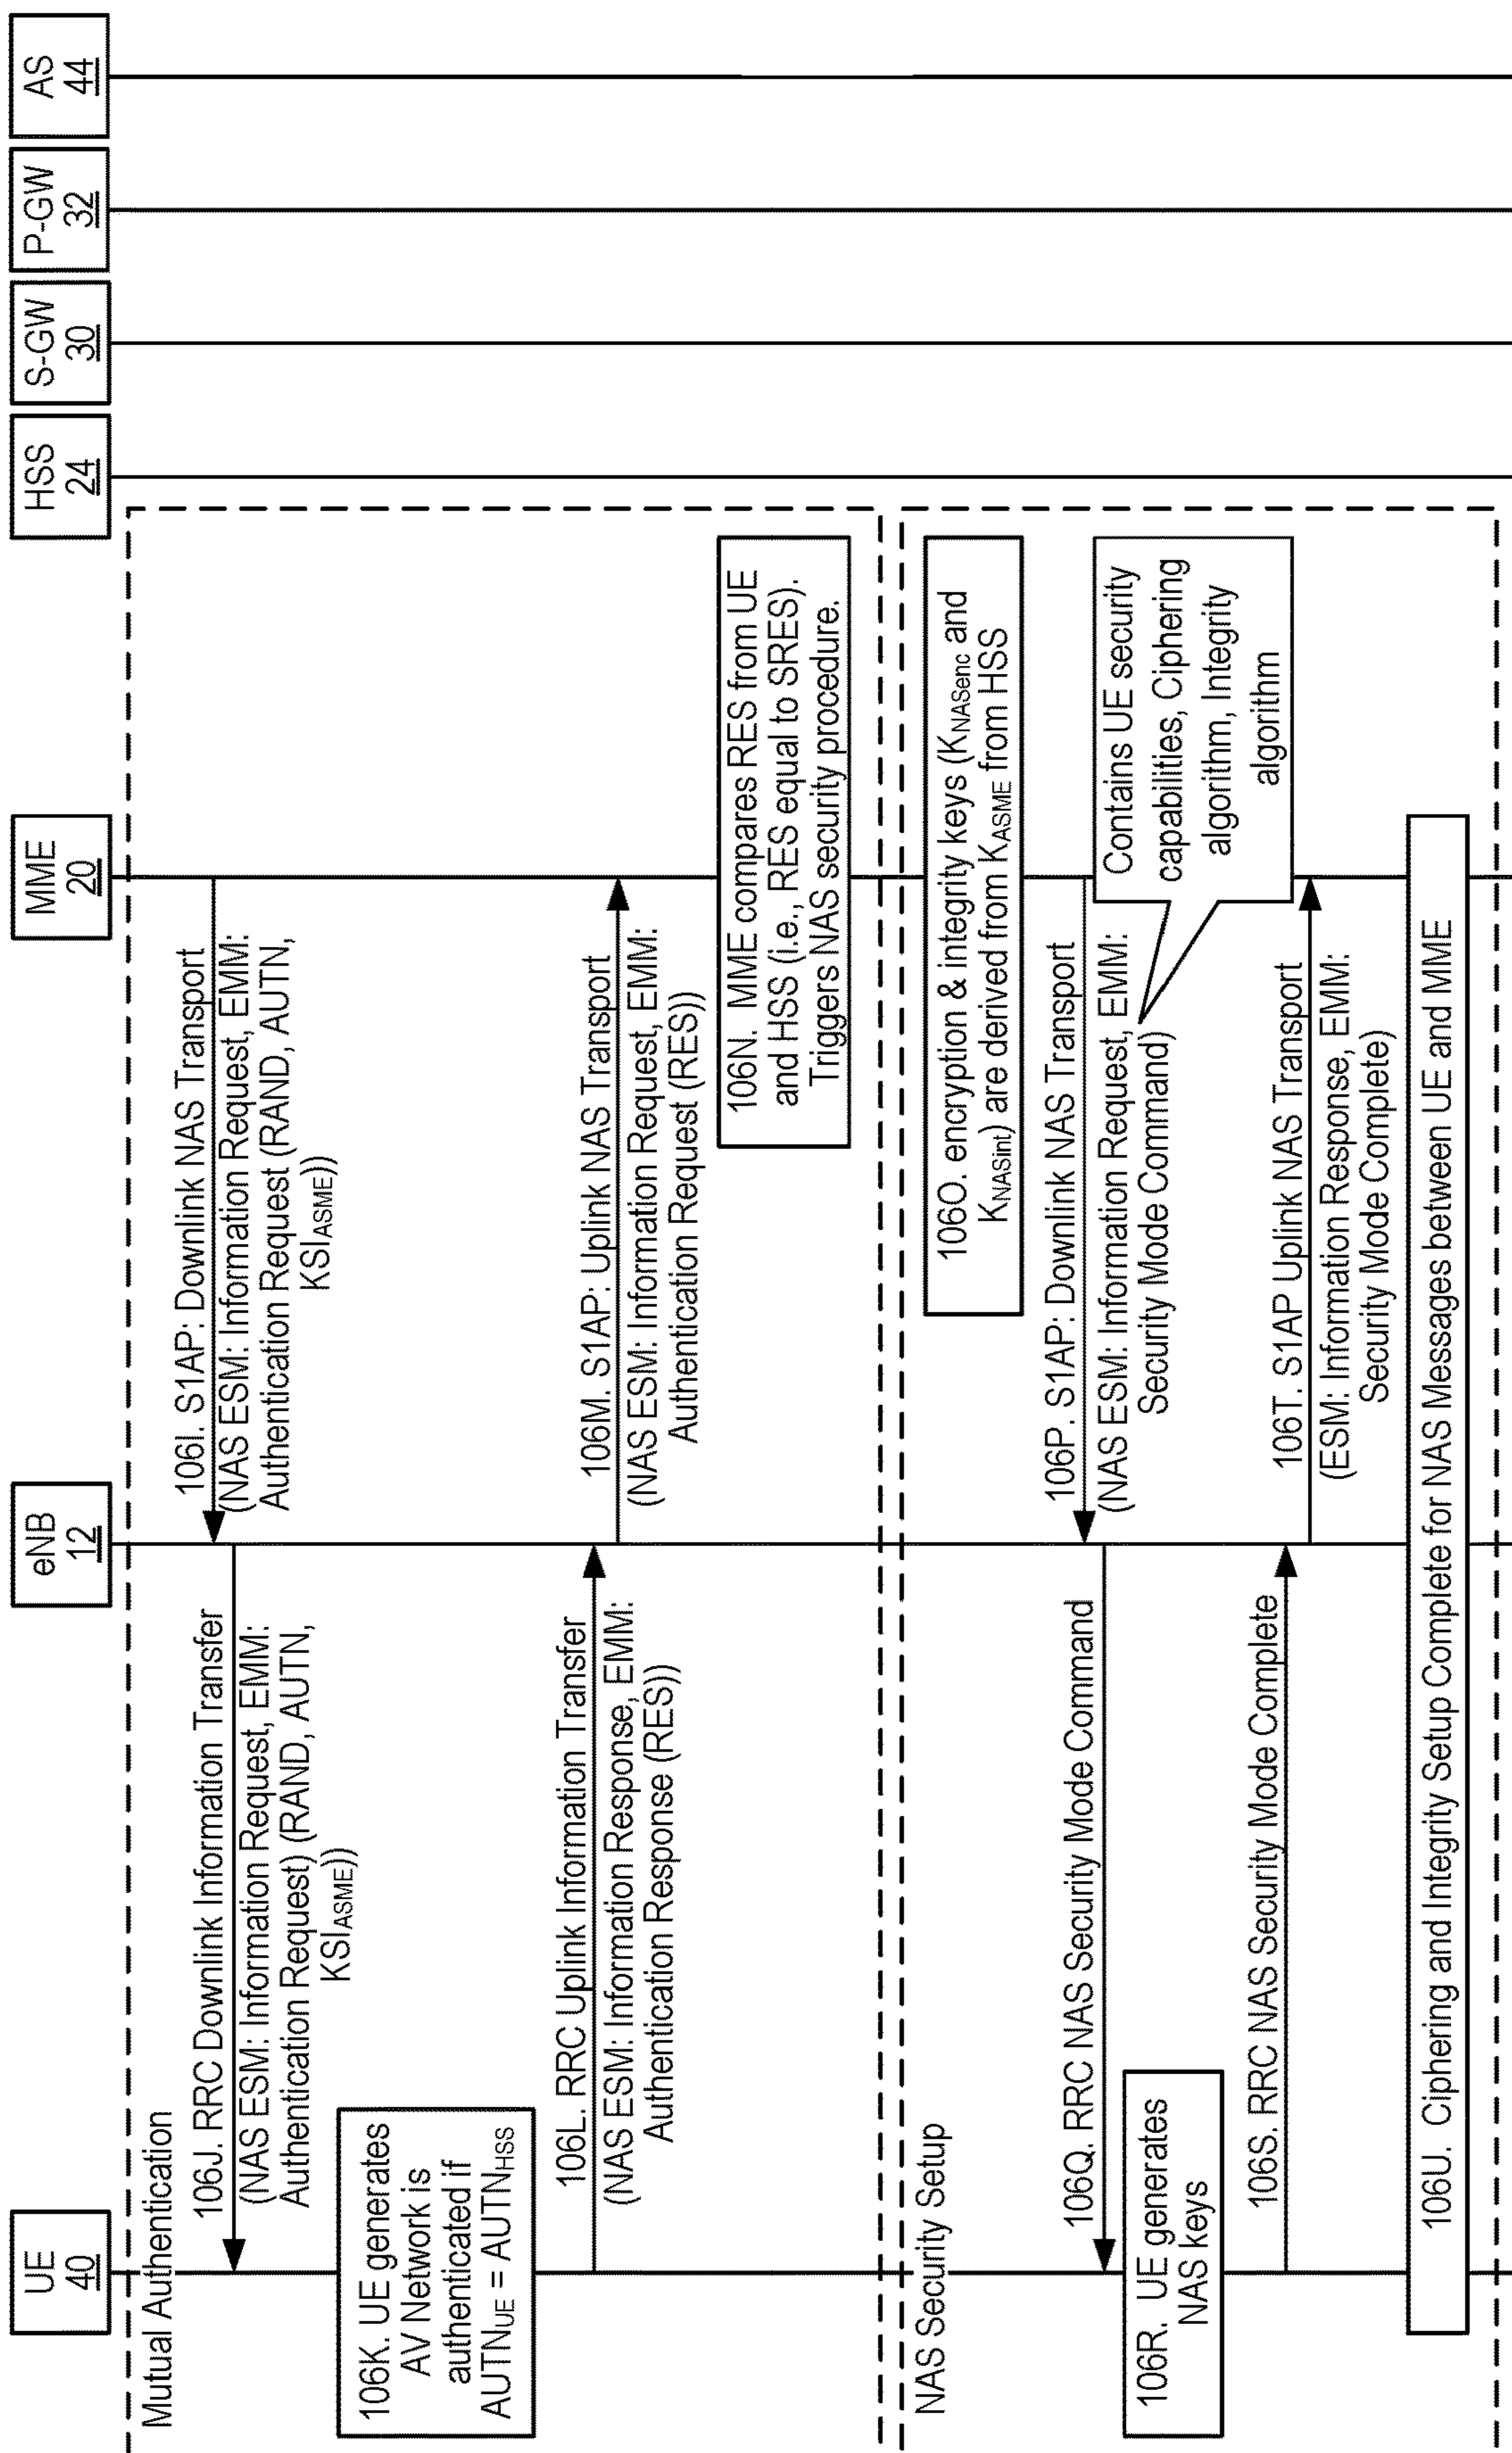 UE
40
eNB
12
MME
20
HSS
24
S-GW
30
P-GW
32
AS
44
Mutual Authentication
106I. S1AP: Downlink NAS Transport
(NAS ESM: Information Request, EMM:
Authentication Request (RAND, AUTN,
KSIASME))
106J. RRC Downlink Information Transfer
(NAS ESM: Information Request, EMM:
Authentication Request) (RAND, AUTN,
KSIASME))
106K. UE generates
AV Network is
authenticated if
AUTNUE = AUTNHSS
106L. RRC Uplink Information Transfer
(NAS ESM: Information Response, EMM:
Authentication Response (RES))
106M. S1AP: Uplink NAS Transport
(NAS ESM: Information Request, EMM:
Authentication Request (RES))
106N. MME compares RES from UE
and HSS (i.e., RES equal to SRES).
Triggers NAS security procedure.
NAS Security Setup
106O. encryption & integrity keys (KNASenc and
KNASint) are derived from KASME from HSS
106P. S1AP: Downlink NAS Transport
(NAS ESM: Information Request, EMM:
Security Mode Command)
Contains UE security
capabilities, Ciphering
algorithm, Integrity
algorithm
106Q. RRC NAS Security Mode Command
106R. UE generates
NAS keys
106S. RRC NAS Security Mode Complete
106T. S1AP Uplink NAS Transport
(ESM: Information Response, EMM:
Security Mode Complete)
106U. Ciphering and Integrity Setup Complete for NAS Messages between UE and MME